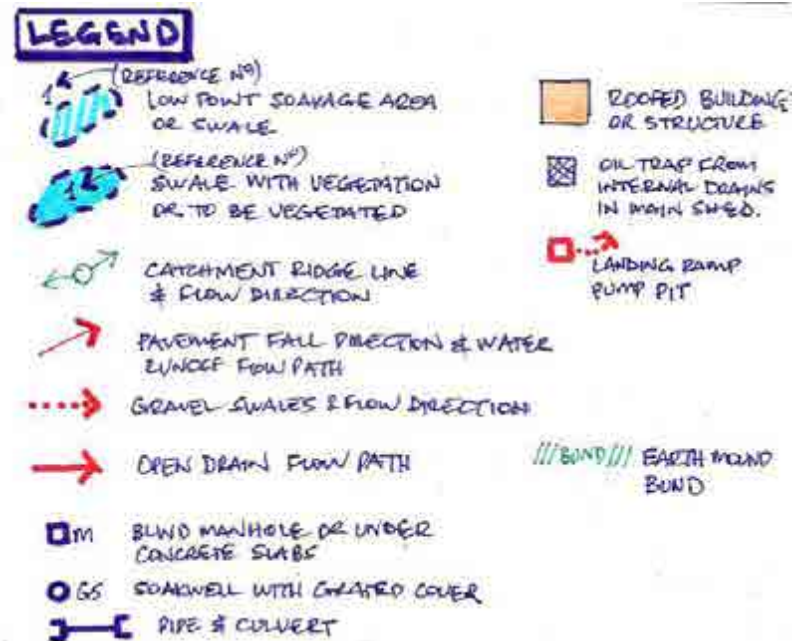 LEGEND
1 (REFERENCE Nº)
LOW POINT SOAKAGE AREA
OR SWALE
(REFERENCE Nº)
1 SWALE WITH VEGETATION
OR TO BE VEGETATED
CATCHMENT RIDGE LINE
& FLOW DIRECTION
PAVEMENT FALL DIRECTION & WATER
RUNOFF FLOW PATH
GRAVEL SWALES & FLOW DIRECTION
OPEN DRAIN FLOW PATH
M BLIND MANHOLE OR UNDER
CONCRETE SLABS
GS SOAKWELL WITH GRATED COVER
PIPE & CULVERT
ROOFED BUILDING
OR STRUCTURE
OIL TRAP FROM
INTERNAL DRAINS
IN MAIN SHED.
LANDING RAMP
PUMP PIT
///BUND/// EARTH MOUND
BUND